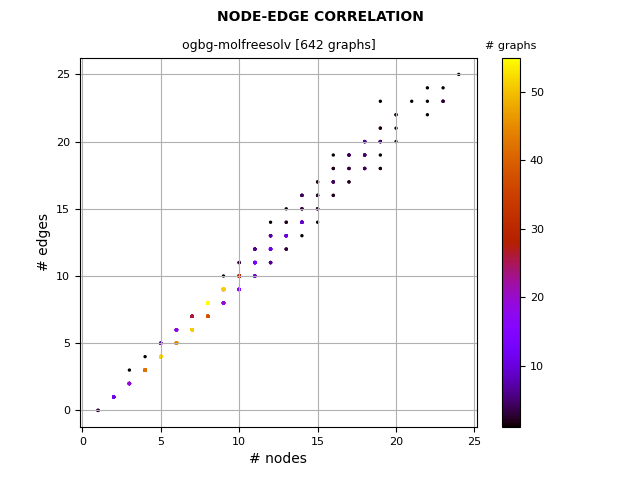 NODE-EDGE CORRELATION
ogbg-molfreesolv [642 graphs]
# graphs
# edges
25
20
15
10
5
0
0 5 10 15 20 25
# nodes
50
40
30
20
10